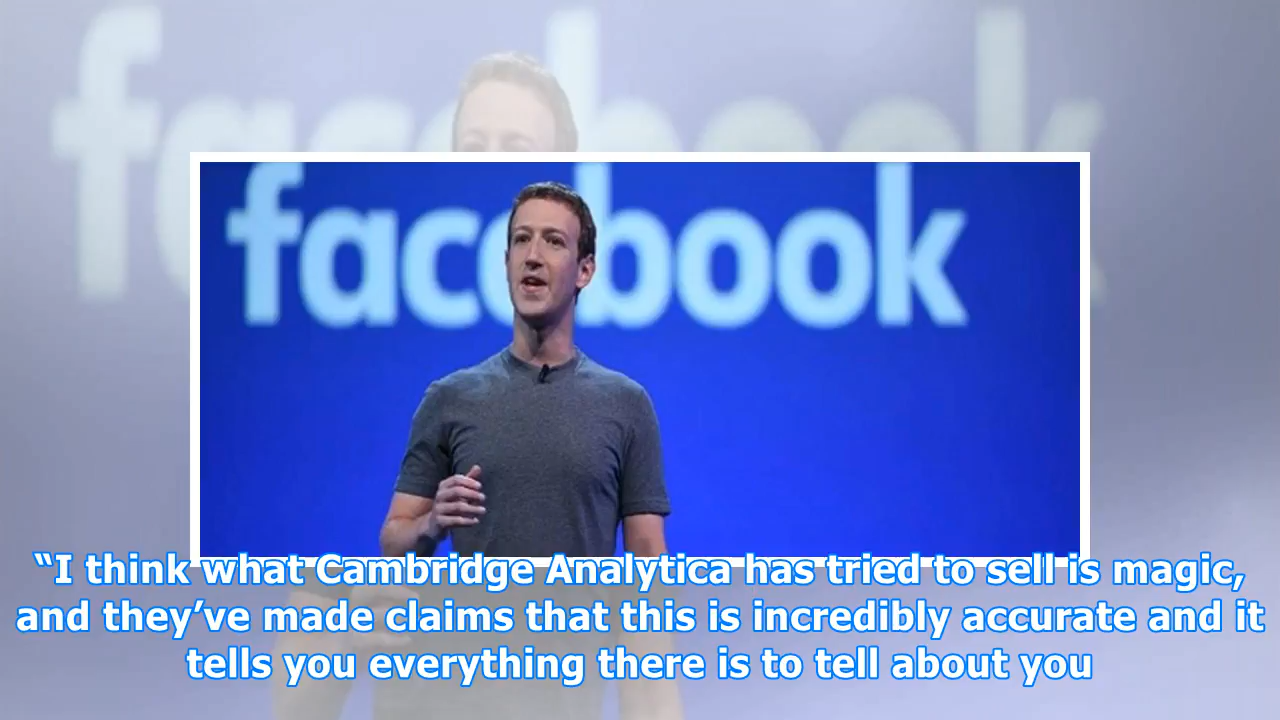 facebook
facebook
“I think what Cambridge Analytica has tried to sell is magic,
and they’ve made claims that this is incredibly accurate and it
tells you everything there is to tell about you